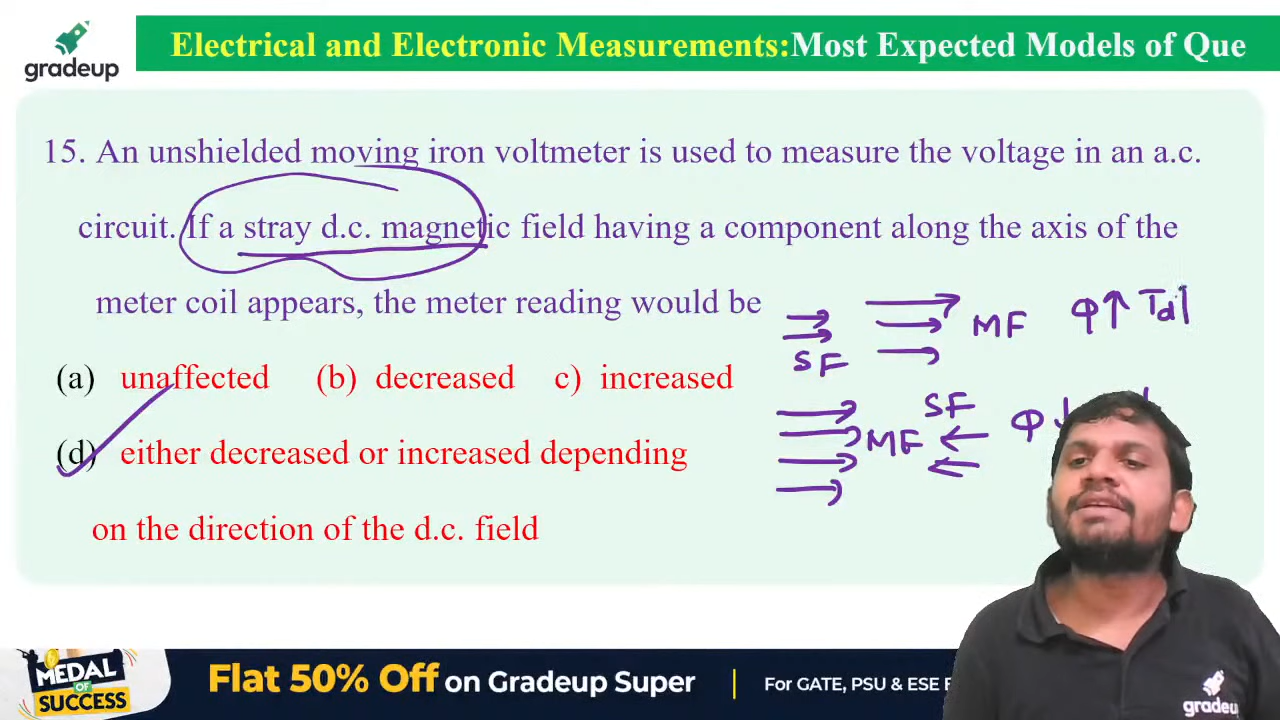 gradeup
Electrical and Electronic Measurements:Most Expected Models of Que
15. An unshielded moving iron voltmeter is used to measure the voltage in an a.c.
circuit. If a stray d.c. magnetic field having a component along the axis of the
meter coil appears, the meter reading would be
SF MF Φ↑ Td
(a) unaffected (b) decreased c) increased
MF SF Φ↓
(d) either decreased or increased depending
on the direction of the d.c. field
MEDAL
OF
SUCCESS
Flat 50% Off on Gradeup Super
For GATE, PSU & ESE
gradeup